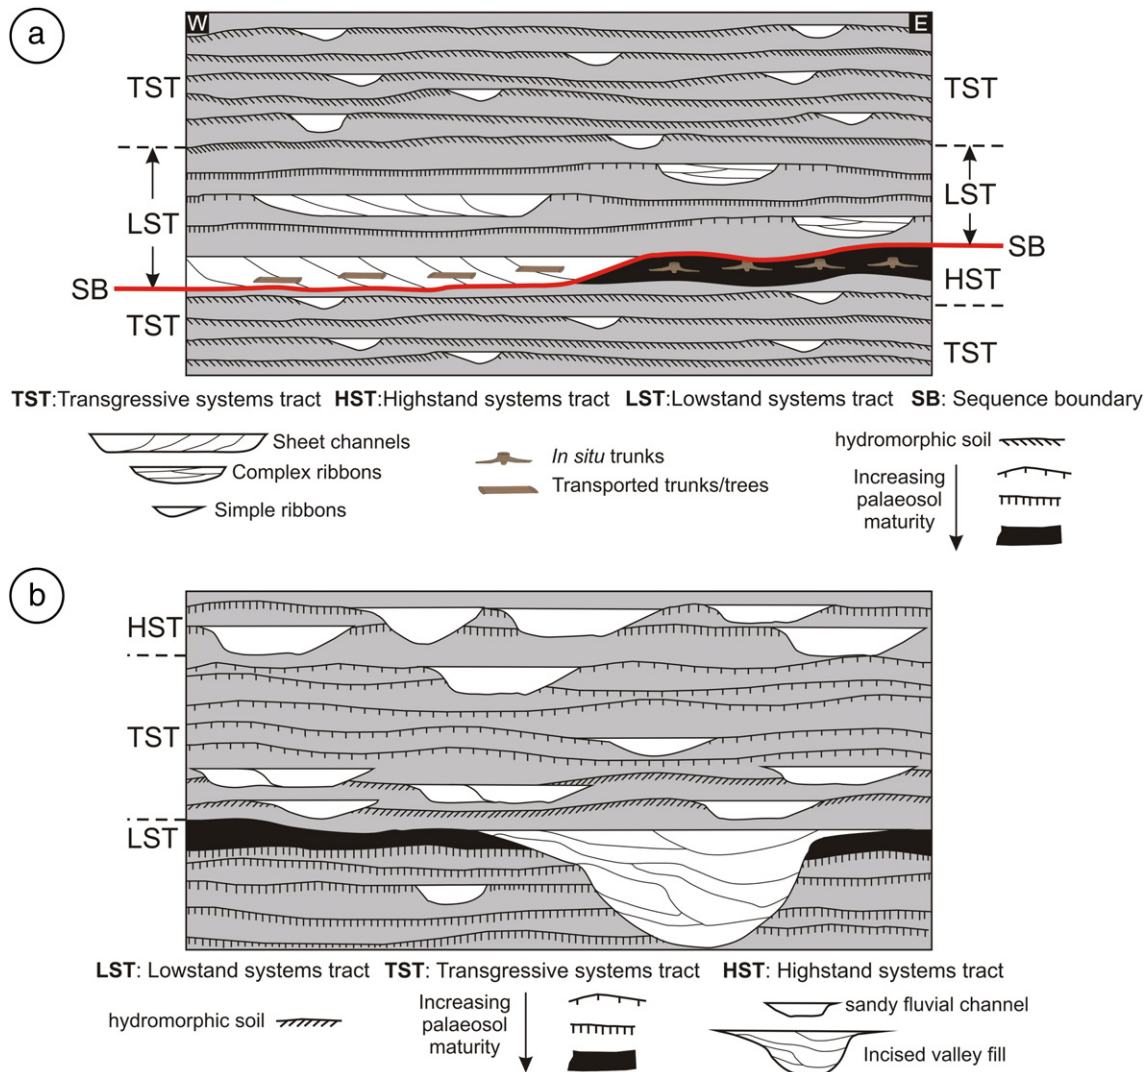 a
W
E
TST
TST
LST
LST
SB
HST
SB
TST
TST
TST:Transgressive systems tract HST:Highstand systems tract LST:Lowstand systems tract SB: Sequence boundary
Sheet channels
Complex ribbons
Simple ribbons
In situ trunks
Transported trunks/trees
hydromorphic soil
Increasing
palaeosol
maturity
b
HST
TST
LST
LST: Lowstand systems tract TST: Transgressive systems tract HST: Highstand systems tract
hydromorphic soil
Increasing
palaeosol
maturity
sandy fluvial channel
Incised valley fill